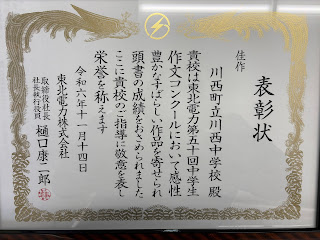 表彰状
佳作
川西町立川西中学校 殿
貴校は東北電力第五十回中学生
作文コンクールにおいて感性
豊かなすばらしい作品を寄せられ
頭書の成績をおさめられました
ここに貴校のご指導に敬意を表し
栄誉を称えます
令和六年十一月十四日
東北電力株式会社
取締役社長
社長執行役員
樋口康二郎